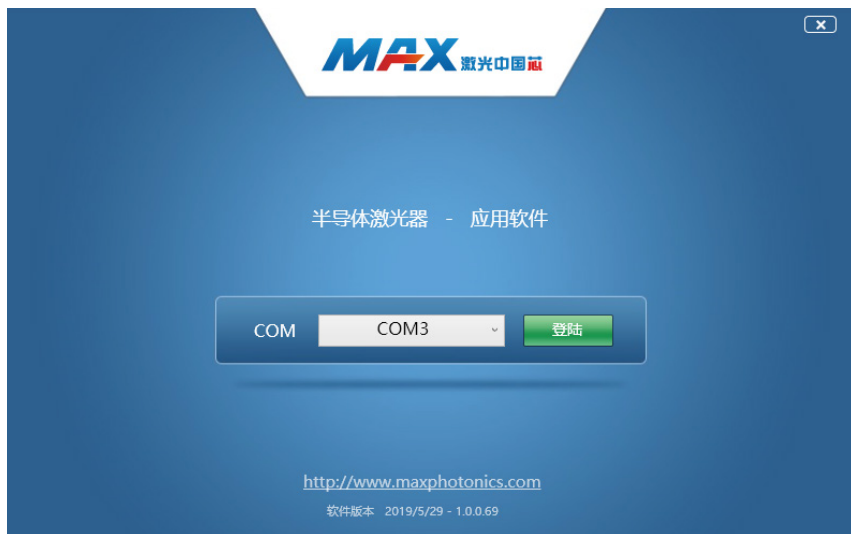 MAX 激光中国芯
半导体激光器 - 应用软件
COM COM3 登陆
http://www.maxphotonics.com
软件版本 2019/5/29 - 1.0.0.69